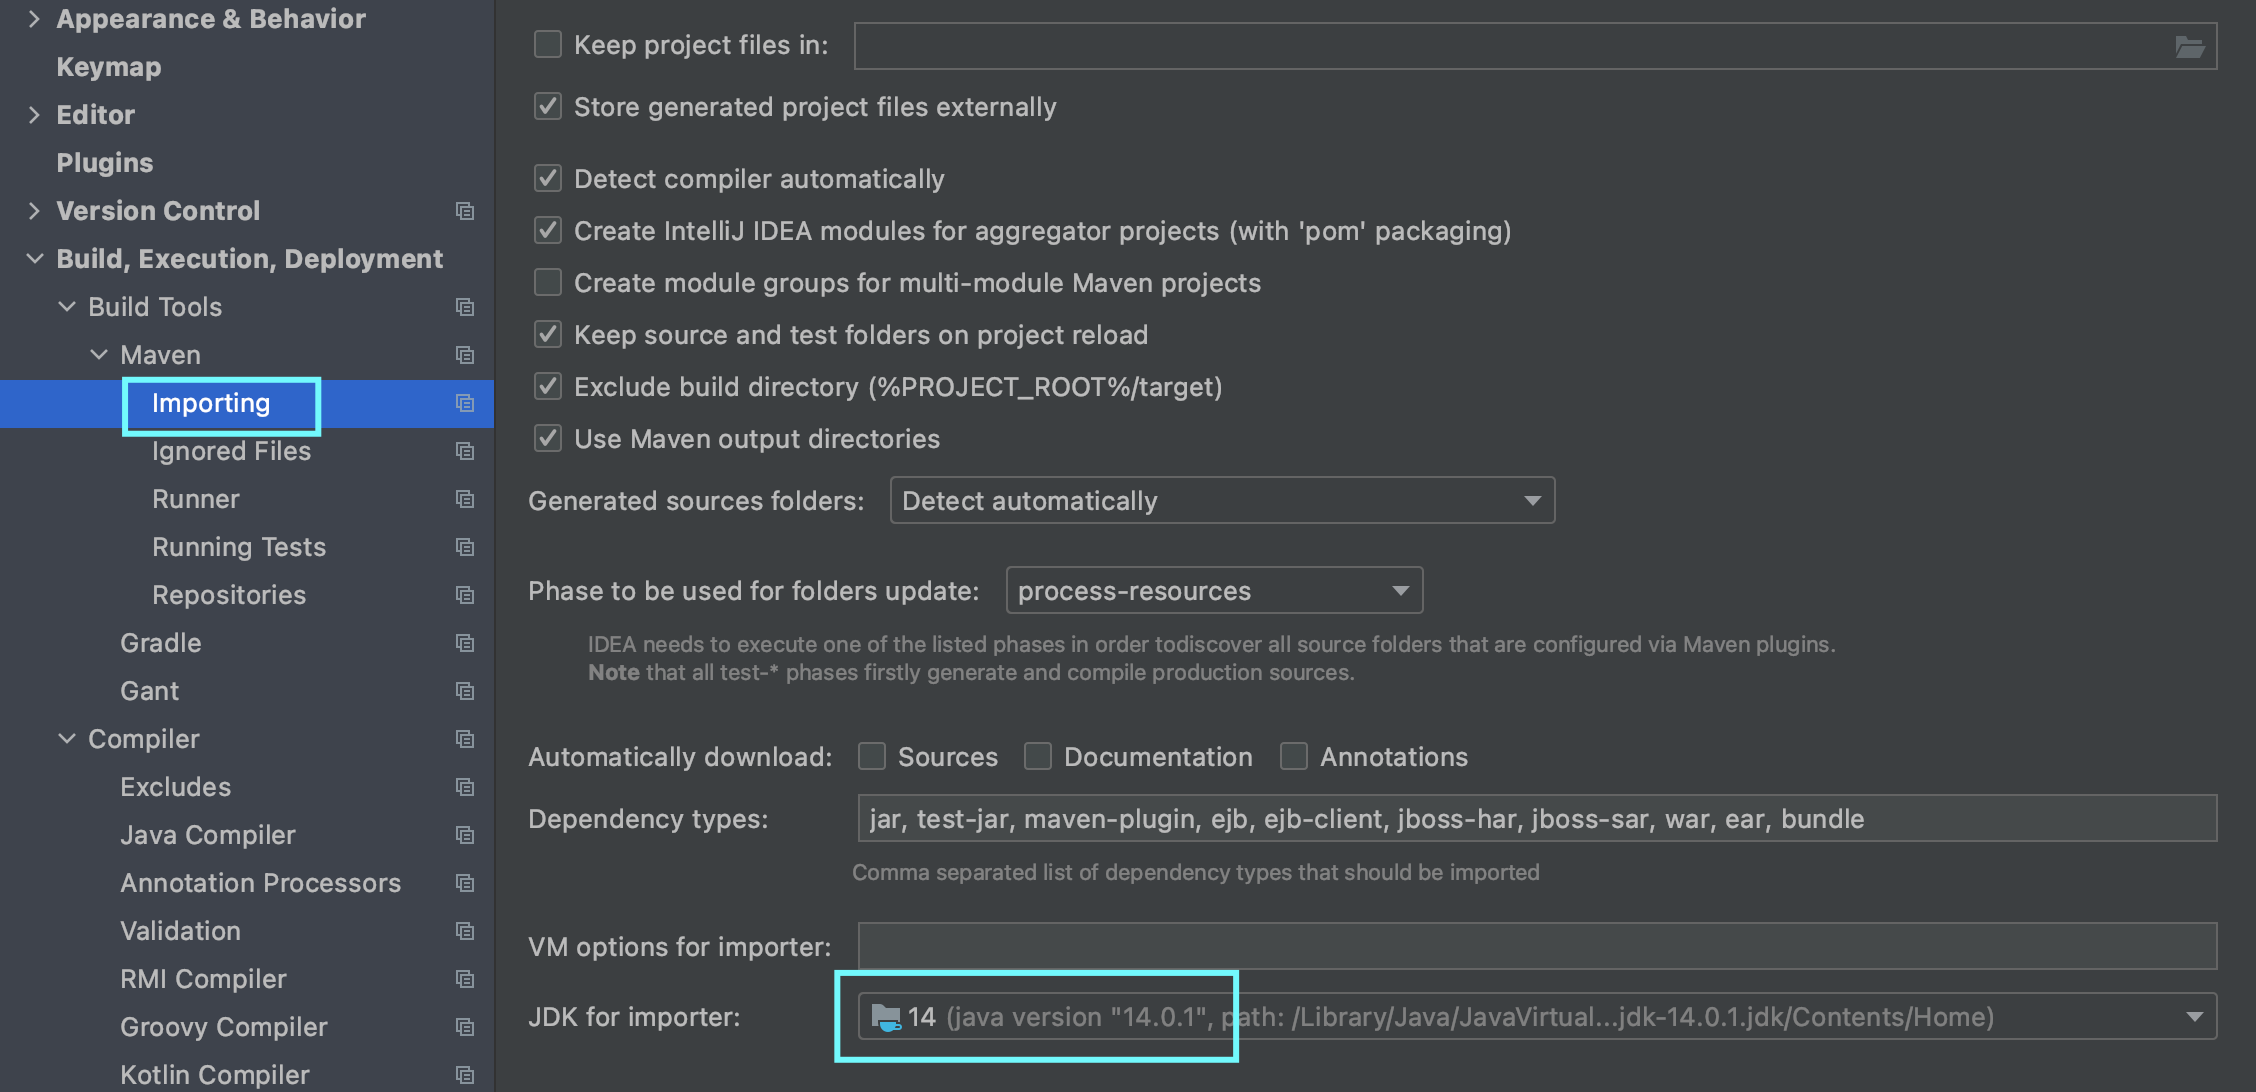 Appearance & Behavior
Keymap
Editor
Plugins
Version Control
Build, Execution, Deployment
Build Tools
Maven
Importing
Ignored Files
Runner
Running Tests
Repositories
Gradle
Gant
Compiler
Excludes
Java Compiler
Annotation Processors
Validation
RMI Compiler
Groovy Compiler
Kotlin Compiler
Keep project files in:
Store generated project files externally
Detect compiler automatically
Create IntelliJ IDEA modules for aggregator projects (with 'pom' packaging)
Create module groups for multi-module Maven projects
Keep source and test folders on project reload
Exclude build directory (%PROJECT_ROOT%/target)
Use Maven output directories
Generated sources folders: Detect automatically
Phase to be used for folders update: process-resources
IDEA needs to execute one of the listed phases in order todiscover all source folders that are configured via Maven plugins.
Note that all test-* phases firstly generate and compile production sources.
Automatically download: Sources Documentation Annotations
Dependency types: jar, test-jar, maven-plugin, ejb, ejb-client, jboss-har, jboss-sar, war, ear, bundle
Comma separated list of dependency types that should be imported
VM options for importer:
JDK for importer: 14 (java version "14.0.1", path: /Library/Java/JavaVirtual...jdk-14.0.1.jdk/Contents/Home)